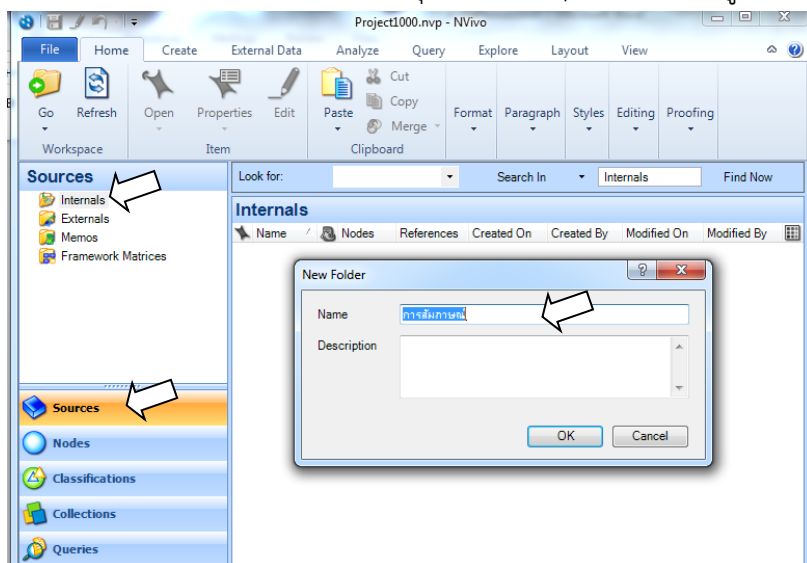 Project1000.nvp - NVivo
File Home Create External Data Analyze Query Explore Layout View
Go Refresh Open Properties Edit Paste Cut Copy Merge Format Paragraph Styles Editing Proofing
Workspace Item Clipboard
Sources
Look for: Search In Internals Find Now
Internals
Externals
Memos
Framework Matrices
Internals
Name Nodes References Created On Created By Modified On Modified By
New Folder
Name การสัมภาษณ์
Description
OK Cancel
Sources
Nodes
Classifications
Collections
Queries